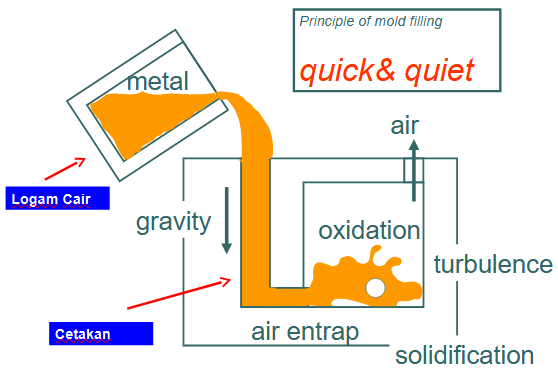 Principle of mold filling
quick& quiet
metal
air
Logam Cair
gravity
oxidation
turbulence
Cetakan
air entrap
solidification